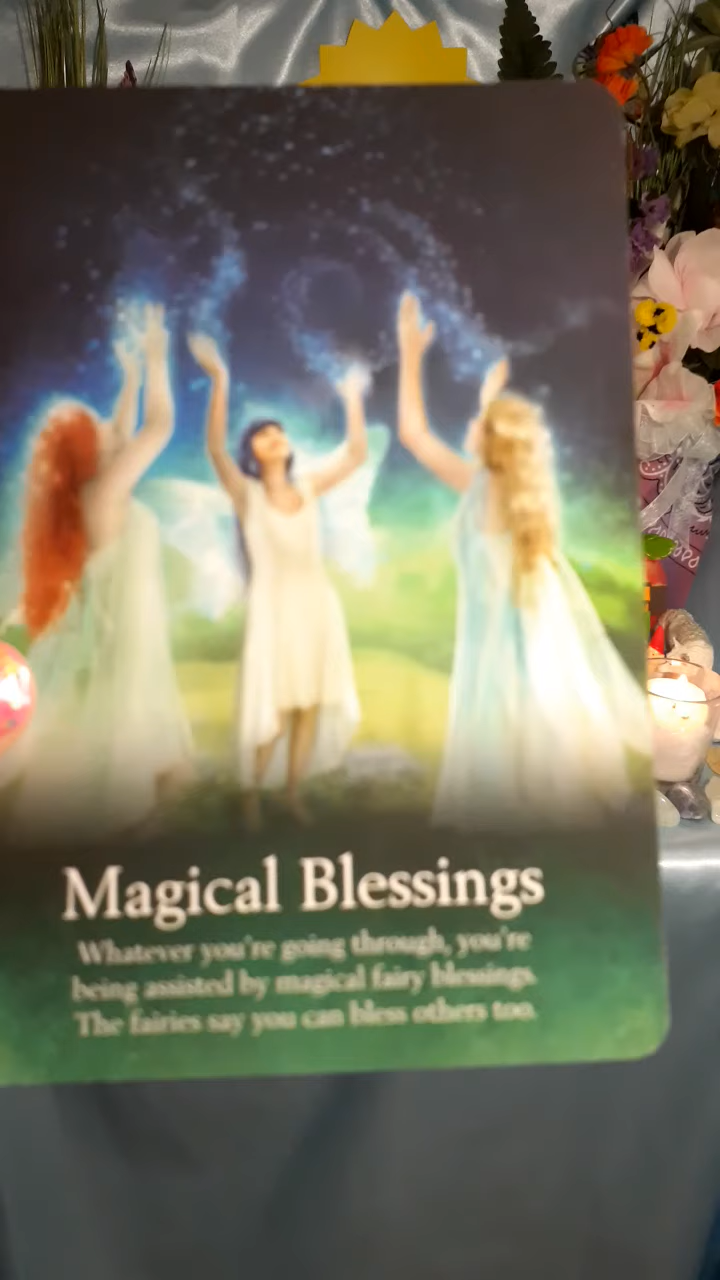 Magical Blessings
Whatever you're going through, you're
being assisted by magical fairy blessings.
The fairies say you can bless others too.